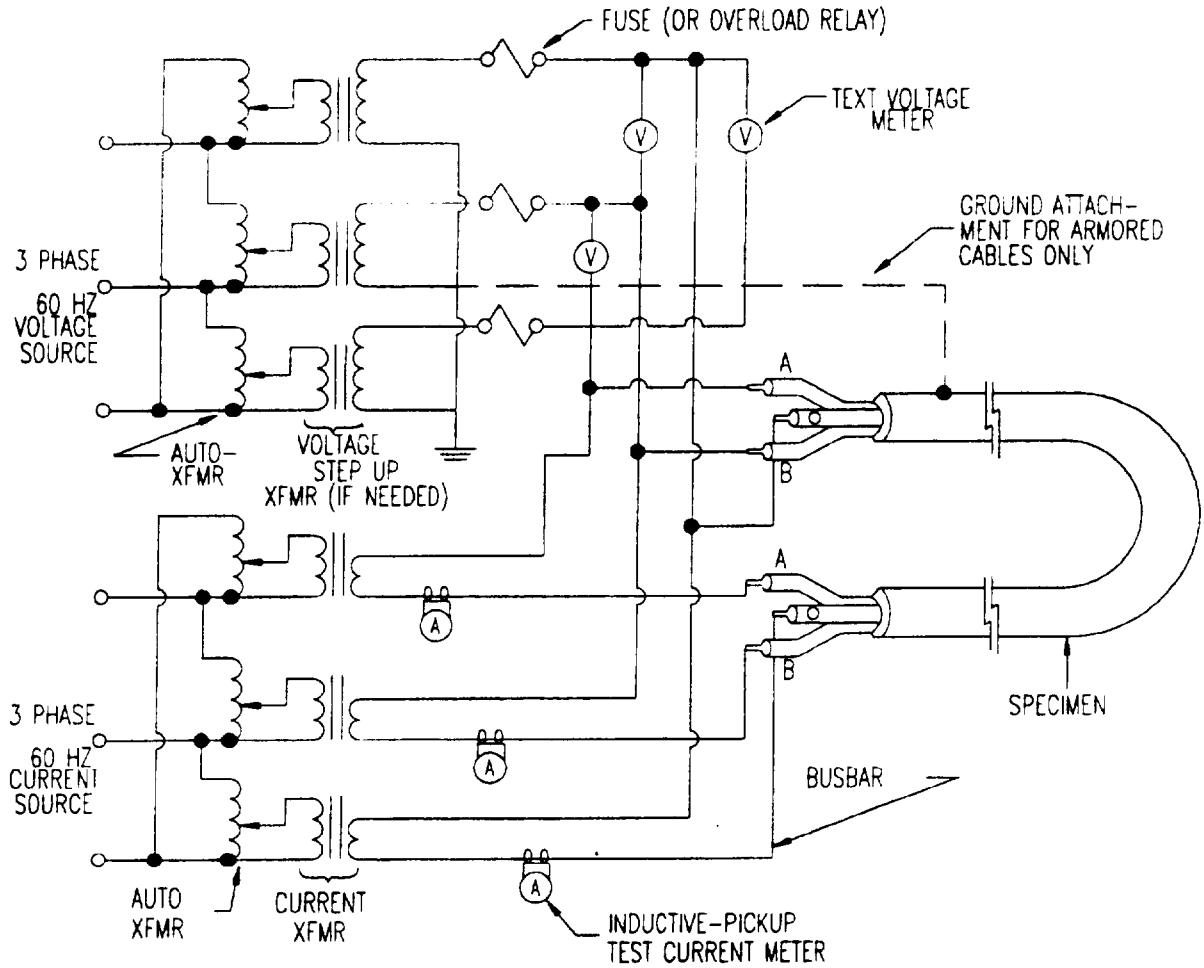 FUSE (OR OVERLOAD RELAY)
TEXT VOLTAGE
METER
V
V
V
GROUND ATTACH-
MENT FOR ARMORED
CABLES ONLY
3 PHASE
60 HZ
VOLTAGE
SOURCE
AUTO-
XFMR
VOLTAGE
STEP UP
XFMR (IF NEEDED)
A
B
A
B
SPECIMEN
3 PHASE
60 HZ
CURRENT
SOURCE
A
A
A
BUSBAR
AUTO
XFMR
CURRENT
XFMR
INDUCTIVE-PICKUP
TEST CURRENT METER